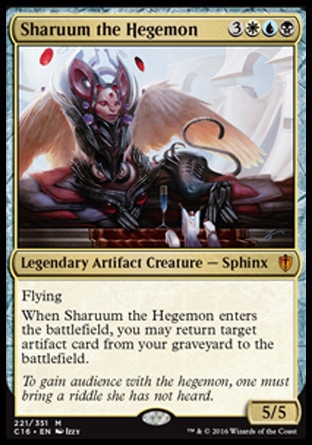 Sharuum the Hegemon 3
Legendary Artifact Creature — Sphinx
Flying
When Sharuum the Hegemon enters
the battlefield, you may return target
artifact card from your graveyard to the
battlefield.
To gain audience with the hegemon, one must
bring a riddle she has not heard.
5/5
221/351 M
C16 • EN Izzy
™ & © 2016 Wizards of the Coast